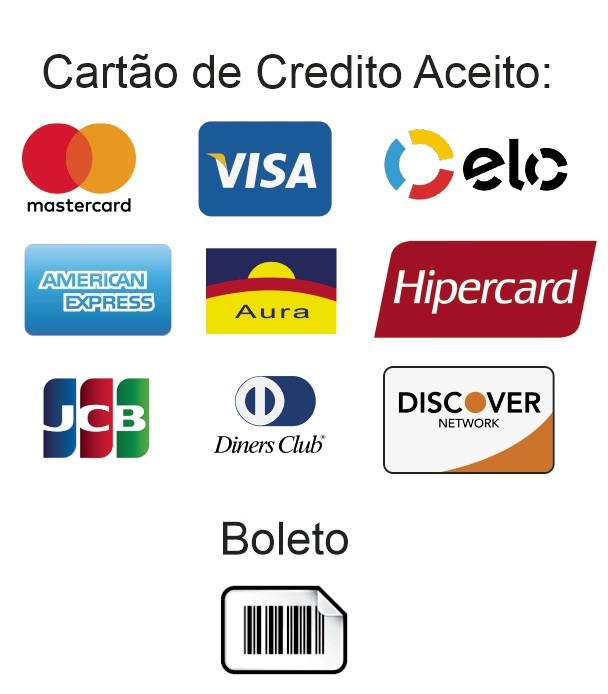 Cartão de Credito Aceito:
mastercard
VISA
elo
AMERICAN
EXPRESS
Aura
Hipercard
JCB
Diners Club®
DISCOVER
NETWORK
Boleto